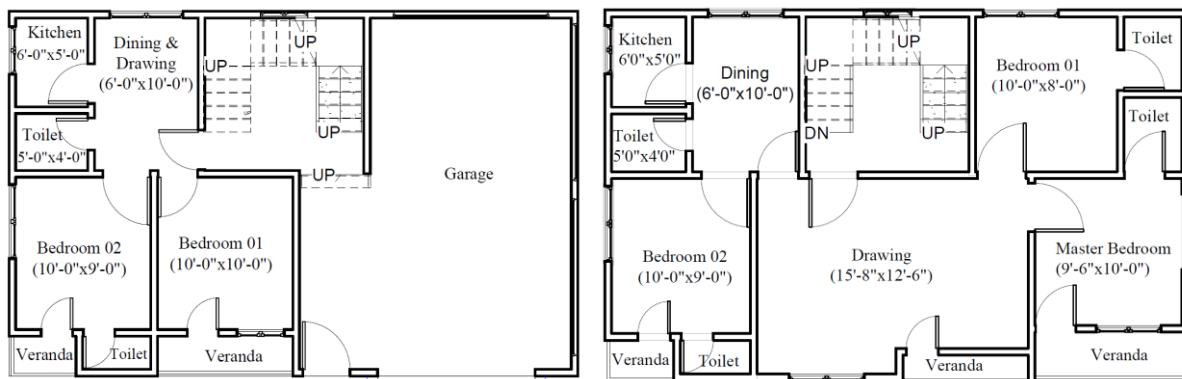 Kitchen
6'-0"x5'-0"
Dining &
Drawing
(6'-0"x10'-0")
UP
UP
UP
Toilet
5'-0"x4'-0"
UP
Garage
Bedroom 02
(10'-0"x9'-0")
Bedroom 01
(10'-0"x10'-0")
Veranda
Toilet
Veranda
Kitchen
6'0"x5'0"
Dining
(6'-0"x10'-0")
UP
UP
DN
UP
Bedroom 01
(10'-0"x8'-0")
Toilet
Toilet
5'0"x4'0"
Toilet
Bedroom 02
(10'-0"x9'-0")
Drawing
(15'-8"x12'-6")
Master Bedroom
(9'-6"x10'-0")
Veranda
Toilet
Veranda
Veranda